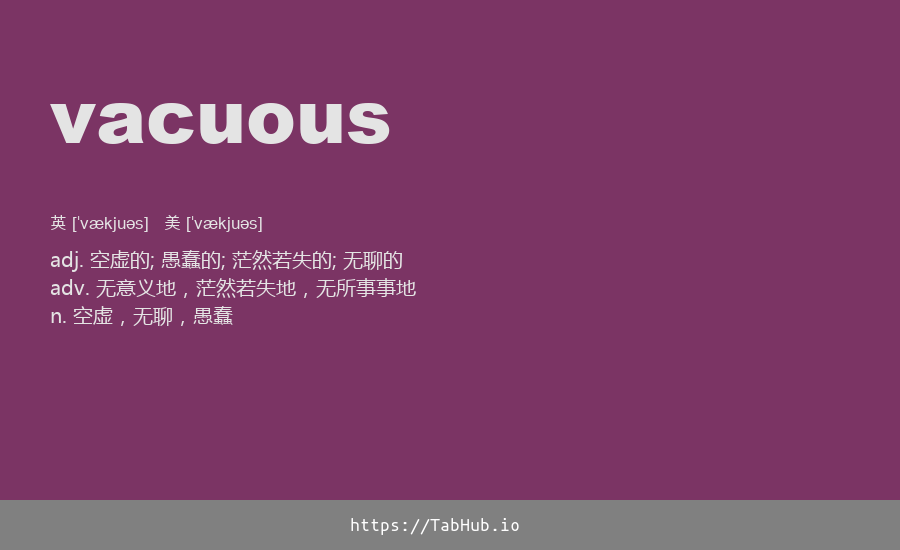 vacuous
英 [ˈvækjuəs] 美 [ˈvækjuəs]
adj. 空虚的; 愚蠢的; 茫然若失的; 无聊的
adv. 无意义地，茫然若失地，无所事事地
n. 空虚，无聊，愚蠢
https://TabHub.io